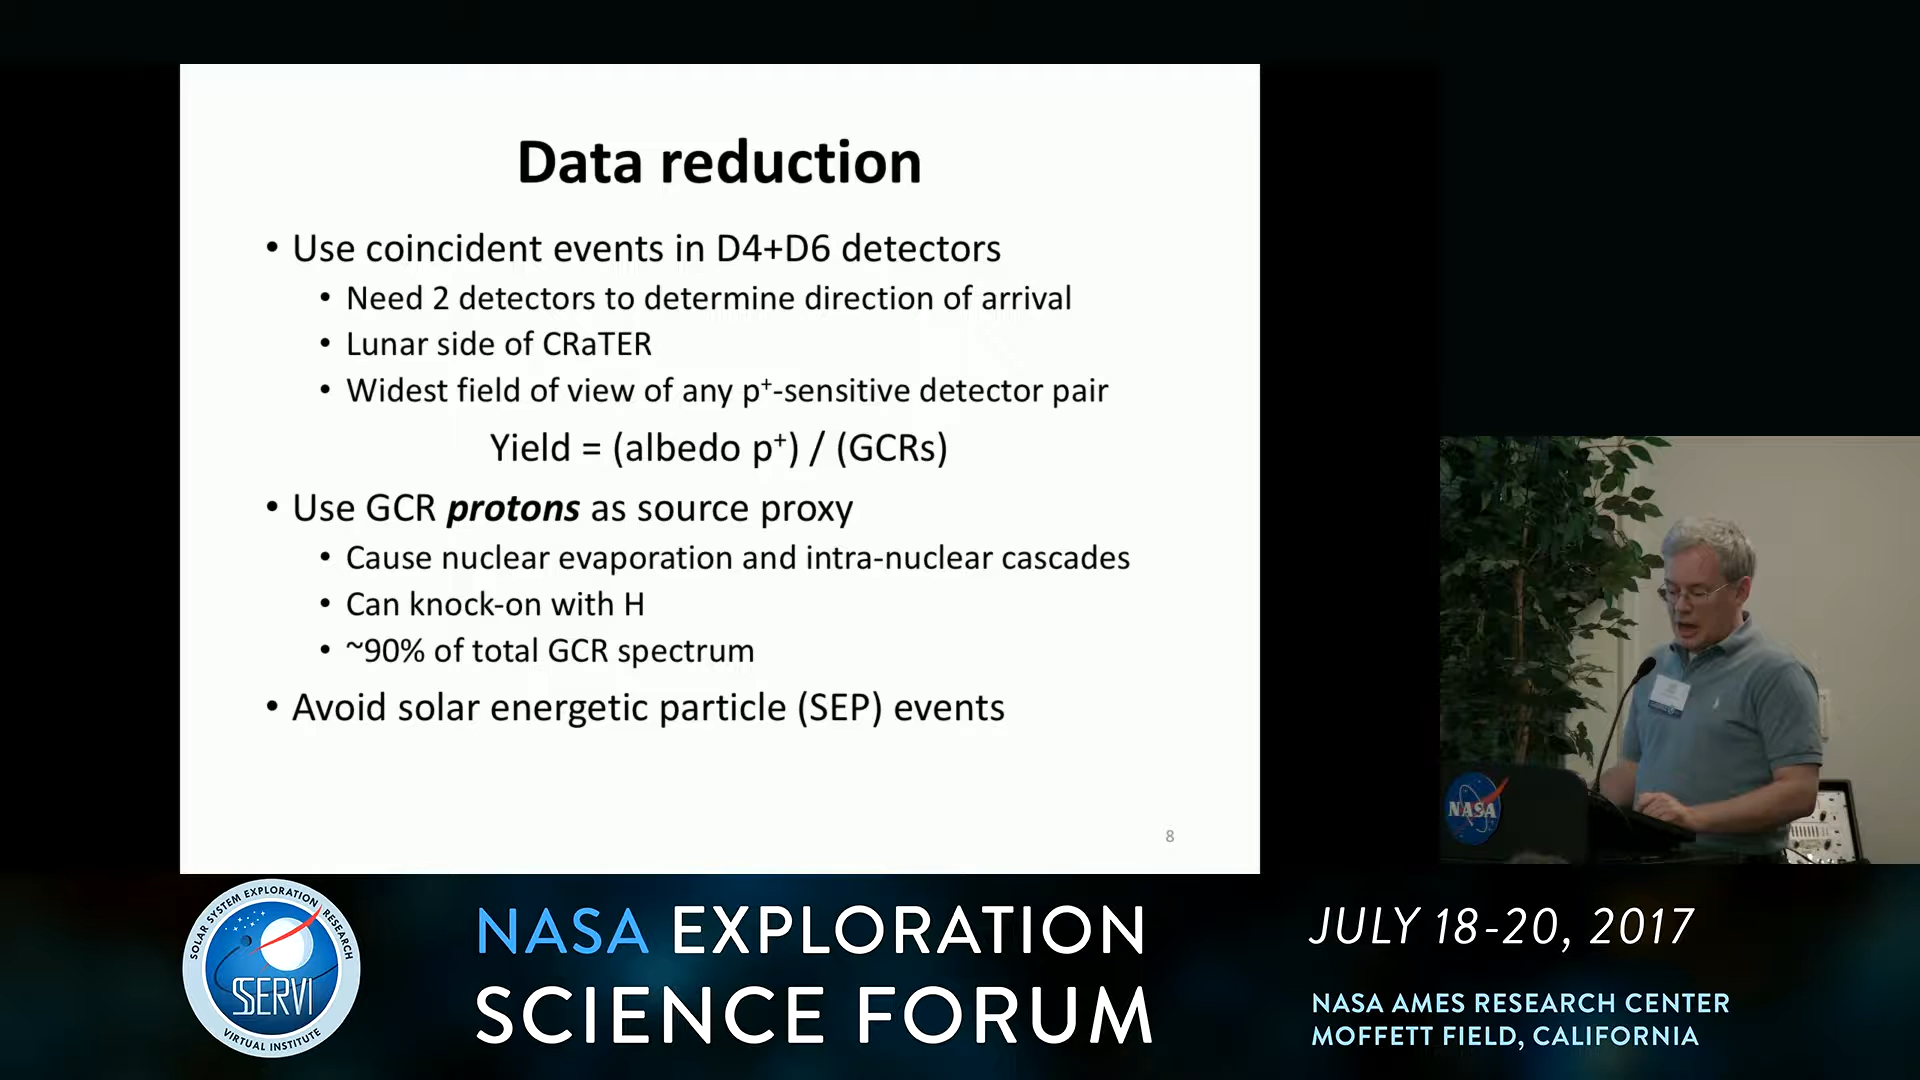 Data reduction
• Use coincident events in D4+D6 detectors
• Need 2 detectors to determine direction of arrival
• Lunar side of CRaTER
• Widest field of view of any p⁺-sensitive detector pair
Yield = (albedo p⁺) / (GCRs)
• Use GCR protons as source proxy
• Cause nuclear evaporation and intra-nuclear cascades
• Can knock-on with H
• ~90% of total GCR spectrum
• Avoid solar energetic particle (SEP) events
8
NASA
SOLAR SYSTEM EXPLORATION RESEARCH
SSERVI
VIRTUAL INSTITUTE
NASA EXPLORATION
SCIENCE FORUM
JULY 18-20, 2017
NASA AMES RESEARCH CENTER
MOFFETT FIELD, CALIFORNIA